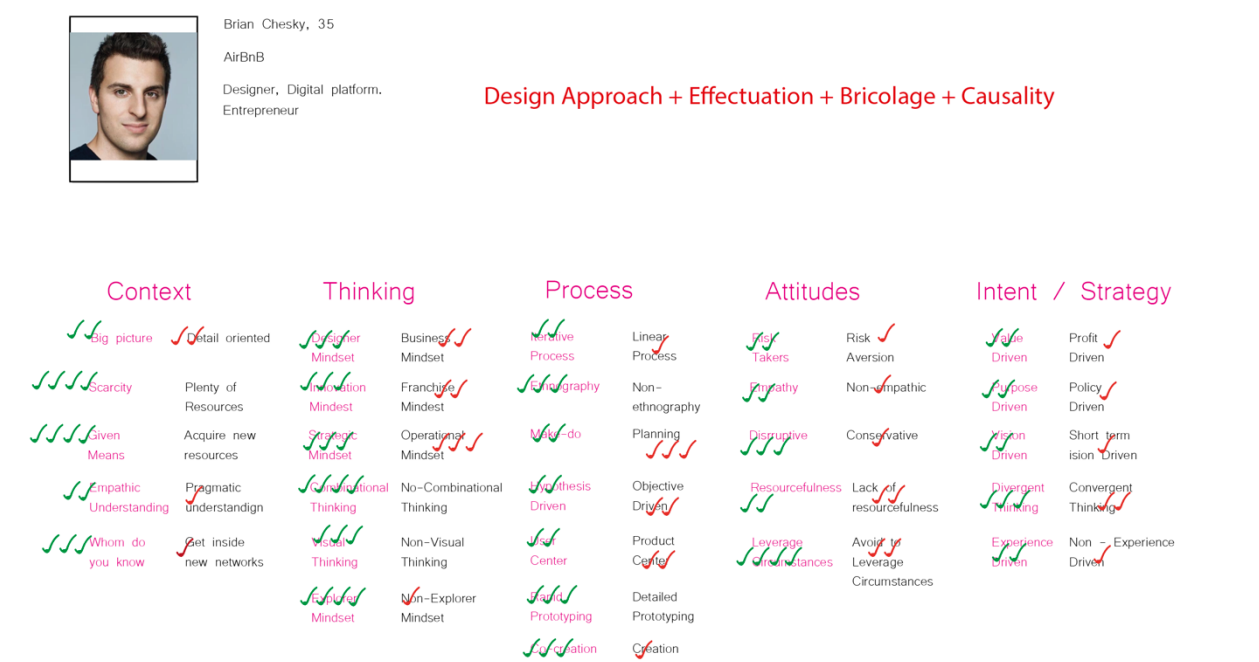 Brian Chesky, 35
AirBnB
Designer, Digital platform.
Entrepreneur
Design Approach + Effectuation + Bricolage + Causality
Context
Big picture
Detail oriented
Scarcity
Plenty of
Resources
Given
Means
Acquire new
resources
Empathic
Understanding
Pragmatic
understandign
Whom do
you know
Get inside
new networks
Thinking
Designer
Mindset
Business
Mindset
Innovation
Mindest
Franchise
Mindest
Strategic
Mindset
Operational
Mindset
Combinational
Thinking
No-Combinational
Thinking
Visual
Thinking
Non-Visual
Thinking
Explorer
Mindset
Non-Explorer
Mindset
Process
Iterative
Process
Linear
Process
Ethnography
Non-
ethnography
Make-do
Planning
Hypothesis
Driven
Objective
Driven
User
Center
Product
Center
Rapid
Prototyping
Detailed
Prototyping
Co-creation
Creation
Attitudes
Risk
Takers
Risk
Aversion
Empathy
Non-empathic
Disrruptive
Conservative
Resourcefulness
Lack of
resourcefulness
Leverage
Circumstances
Avoid to
Leverage
Circumstances
Intent / Strategy
Value
Driven
Profit
Driven
Purpose
Driven
Policy
Driven
Vision
Driven
Short term
ision Driven
Divergent
Thinking
Convergent
Thinking
Experience
Driven
Non - Experience
Driven